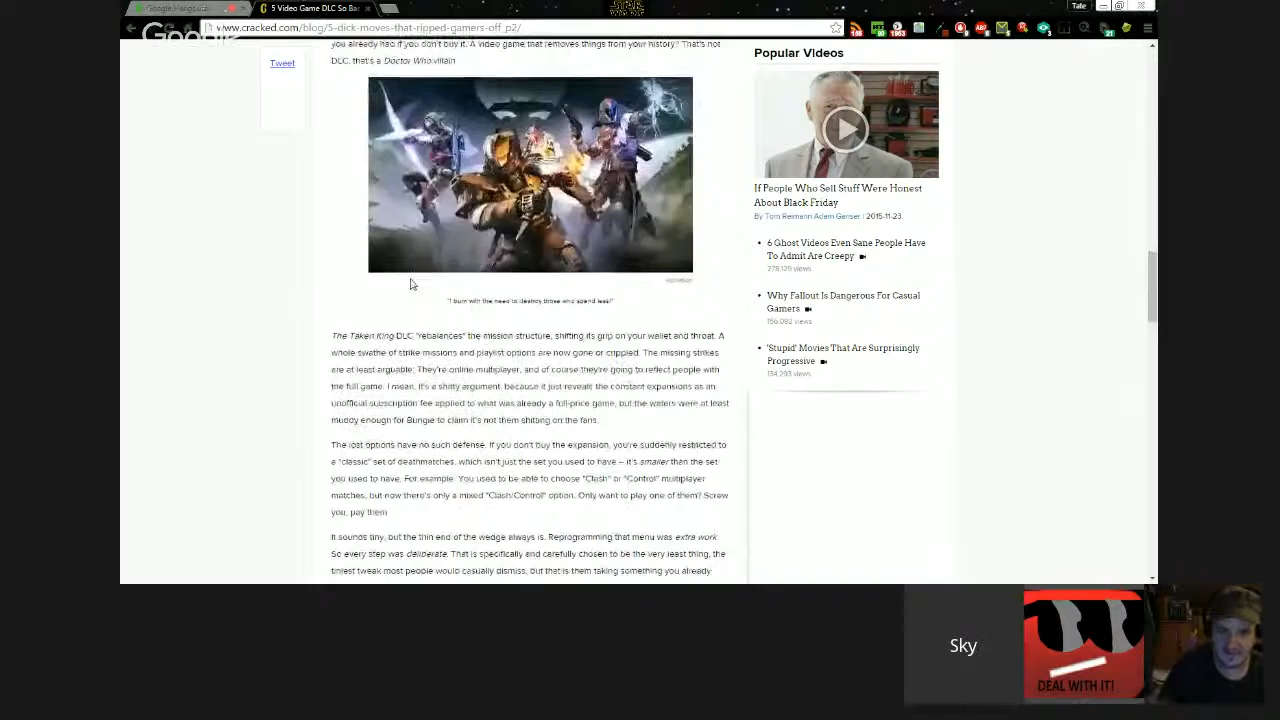 Google Hangouts
5 Video Game DLC So Bac
Tate
www.cracked.com/blog/5-dick-moves-that-ripped-gamers-off_p2/
Google
you already had if you don't buy it. A video game that removes things from your history? That's not
DLC, that's a Doctor Who villain
Tweet
"I burn with the need to destroy those who spend less!"
The Taken King DLC "rebalances" the mission structure, shifting its grip on your wallet and throat. A
whole swathe of strike missions and playlist options are now gone or crippled. The missing strikes
are at least arguable: They're online multiplayer, and of course they're going to reflect people with
the full game. I mean, it's a shitty argument, because it just reveals the constant expansions as an
unofficial subscription fee applied to what was already a full-price game, but the waters were at least
muddy enough for Bungie to claim it's not them shitting on the fans.
The lost options have no such defense. If you don't buy the expansion, you're suddenly restricted to
a "classic" set of deathmatches, which isn't just the set you used to have -- it's smaller than the set
you used to have. For example: You used to be able to choose "Clash" or "Control" multiplayer
matches, but now there's only a mixed "Clash/Control" option. Only want to play one of them? Screw
you, pay them
It sounds tiny, but the thin end of the wedge always is. Reprogramming that menu was extra work.
So every step was deliberate. That is specifically and carefully chosen to be the very least thing, the
tiniest tweak most people would casually dismiss, but that is them taking something you already
Popular Videos
If People Who Sell Stuff Were Honest
About Black Friday
By Tom Reimann Adam Ganser | 2015-11-23
• 6 Ghost Videos Even Sane People Have
To Admit Are Creepy
278,129 views
• Why Fallout Is Dangerous For Casual
Gamers
156,092 views
• 'Stupid' Movies That Are Surprisingly
Progressive
134,293 views
Sky
DEAL WITH IT!